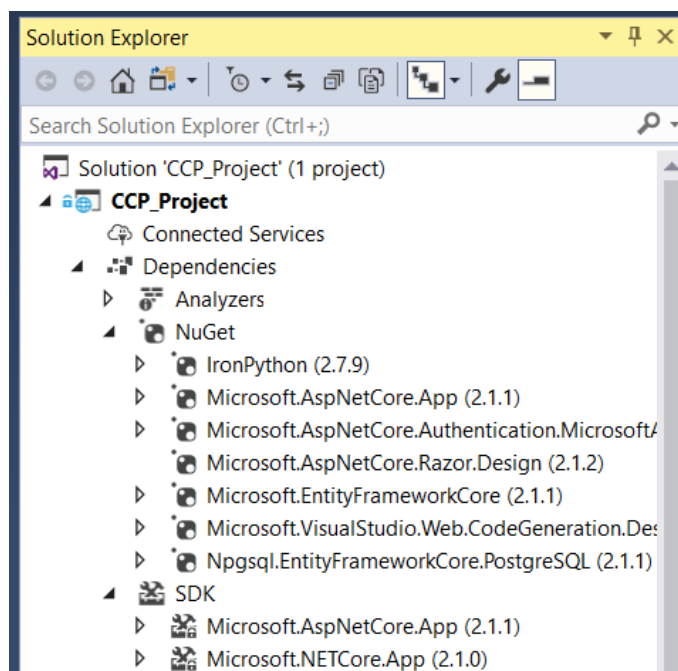 Solution Explorer
Search Solution Explorer (Ctrl+;)
Solution 'CCP_Project' (1 project)
CCP_Project
Connected Services
Dependencies
Analyzers
NuGet
IronPython (2.7.9)
Microsoft.AspNetCore.App (2.1.1)
Microsoft.AspNetCore.Authentication.MicrosoftA
Microsoft.AspNetCore.Razor.Design (2.1.2)
Microsoft.EntityFrameworkCore (2.1.1)
Microsoft.VisualStudio.Web.CodeGeneration.Des
Npgsql.EntityFrameworkCore.PostgreSQL (2.1.1)
SDK
Microsoft.AspNetCore.App (2.1.1)
Microsoft.NETCore.App (2.1.0)